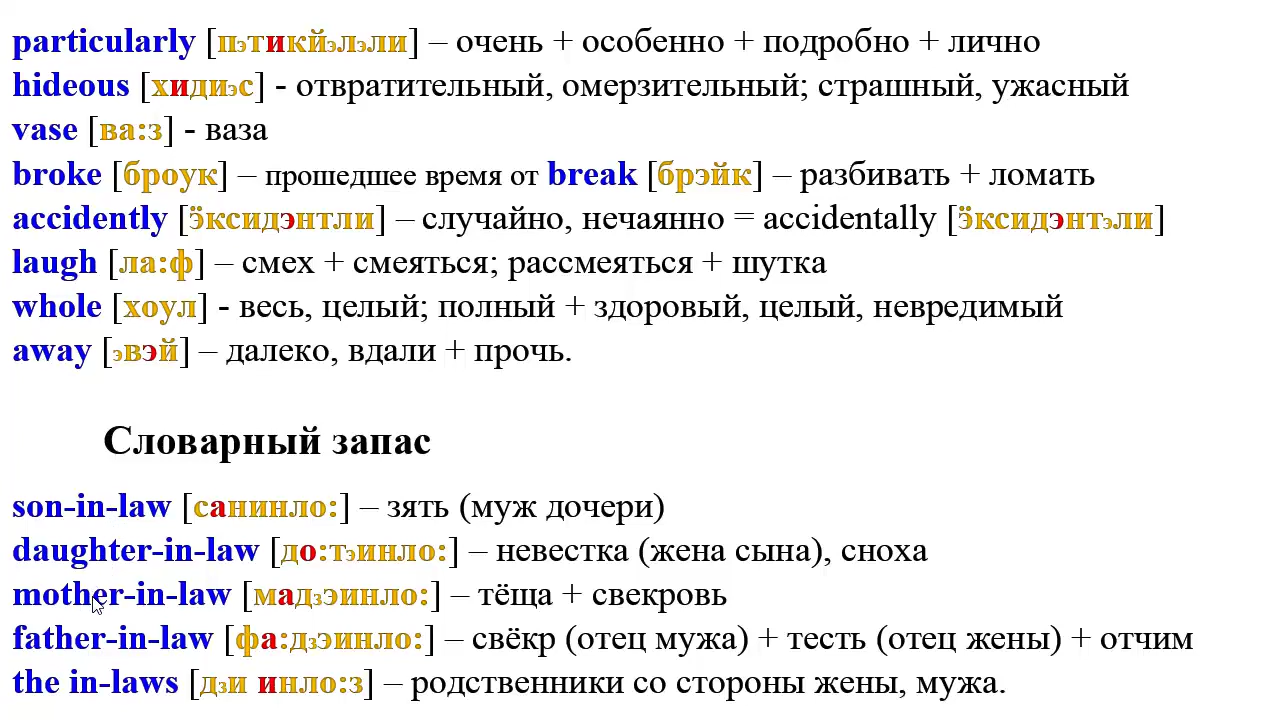 particularly [пэтикйэлэли] – очень + особенно + подробно + лично
hideous [хидиэс] - отвратительный, омерзительный; страшный, ужасный
vase [ва:з] - ваза
broke [броук] – прошедшее время от break [брэйк] – разбивать + ломать
accidently [ӭксидэнтли] – случайно, нечаянно = accidentally [ӭксидэнтэли]
laugh [ла:ф] – смех + смеяться; рассмеяться + шутка
whole [хоул] - весь, целый; полный + здоровый, целый, невредимый
away [эвэй] – далеко, вдали + прочь.
Словарный запас
son-in-law [санинло:] – зять (муж дочери)
daughter-in-law [до:тэинло:] – невестка (жена сына), сноха
mother-in-law [мадзэинло:] – тёща + свекровь
father-in-law [фа:дзэинло:] – свёкр (отец мужа) + тесть (отец жены) + отчим
the in-laws [дзи инло:з] – родственники со стороны жены, мужа.